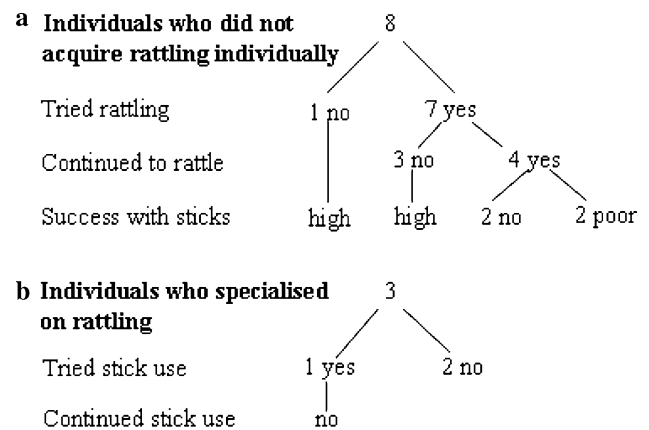 a Individuals who did not 8
acquire rattling individually
Tried rattling 1 no 7 yes
Continued to rattle 3 no 4 yes
Success with sticks high high 2 no 2 poor
b Individuals who specialised 3
on rattling
Tried stick use 1 yes 2 no
Continued stick use no